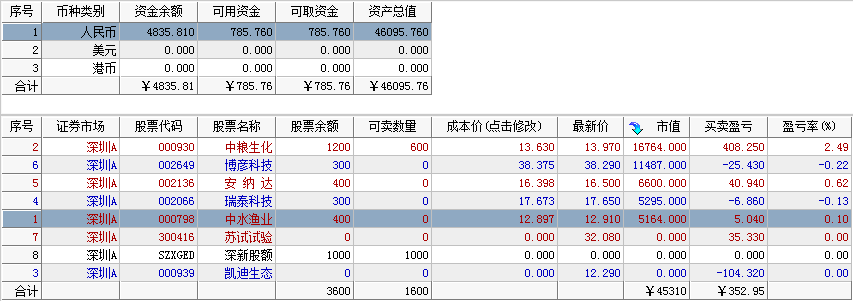 序号 币种类别 资金余额 可用资金 可取资金 资产总值
1 人民币 4835.810 785.760 785.760 46095.760
2 美元 0.000 0.000 0.000 0.000
3 港币 0.000 0.000 0.000 0.000
合计 ￥4835.81 ￥785.76 ￥785.76 ￥46095.76
序号 证券市场 股票代码 股票名称 股票余额 可卖数量 成本价(点击修改) 最新价 市值 买卖盈亏 盈亏率(%)
2 深圳A 000930 中粮生化 1200 600 13.630 13.970 16764.000 408.250 2.49
6 深圳A 002649 博彦科技 300 0 38.375 38.290 11487.000 -25.430 -0.22
5 深圳A 002136 安 纳 达 400 0 16.398 16.500 6600.000 40.940 0.62
4 深圳A 002066 瑞泰科技 300 0 17.673 17.650 5295.000 -6.860 -0.13
1 深圳A 000798 中水渔业 400 0 12.897 12.910 5164.000 5.040 0.10
7 深圳A 300416 苏试试验 0 0 0.000 32.080 0.000 35.330 0.00
8 深圳A SZXGED 深新股额 1000 1000 0.000 0.000 0.000 0.000 0.00
3 深圳A 000939 凯迪生态 0 0 0.000 12.290 0.000 -104.320 0.00
合计 3600 1600 ￥45310 ￥352.95